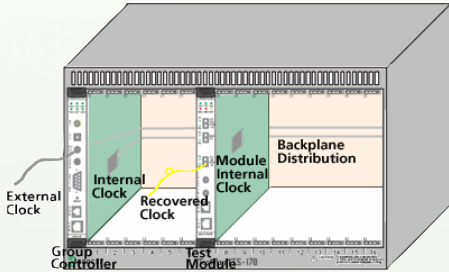 Backplane
Distribution
Module
Internal
Clock
Internal
Clock
Recovered
Clock
External
Clock
Group
Controller
Test
Module